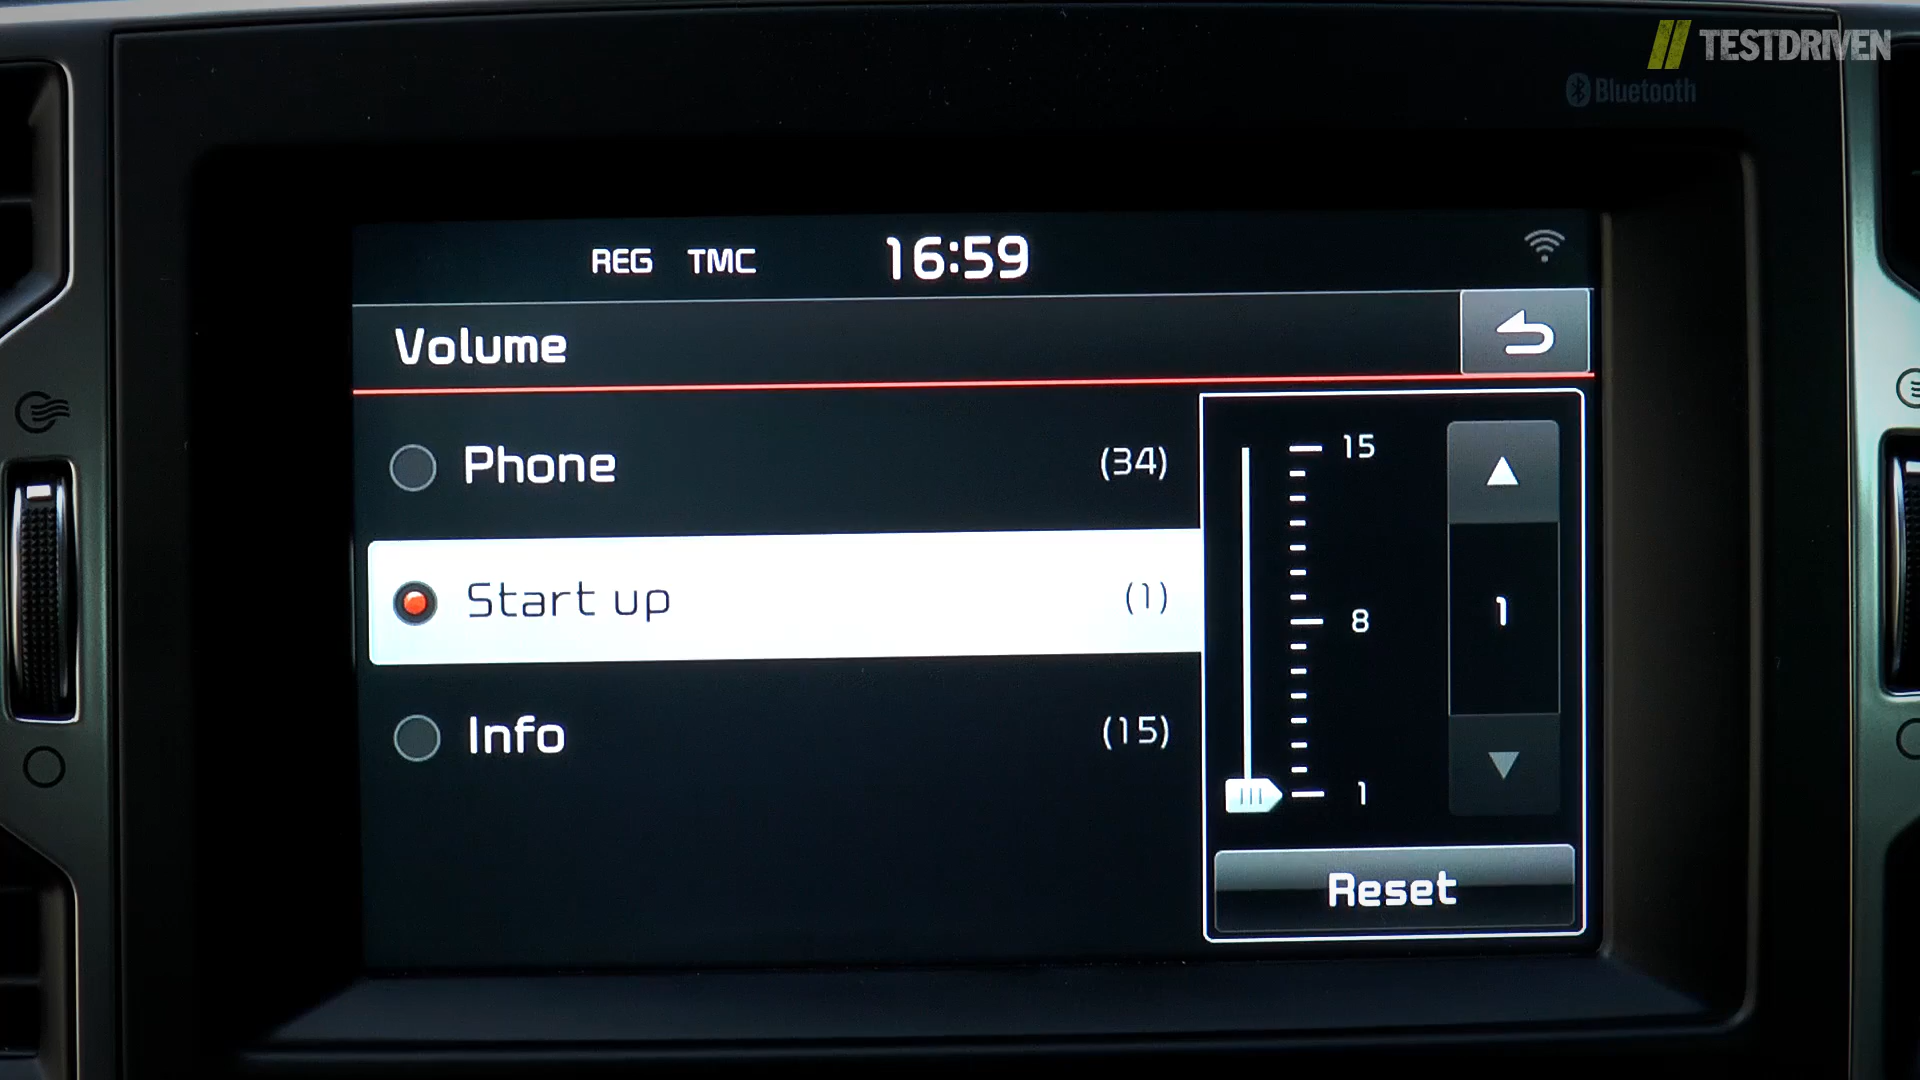 TESTDRIVEN
Bluetooth
REG TMC 16:59
Volume
Phone (34)
Start up (1)
Info (15)
15
8
1
1
Reset